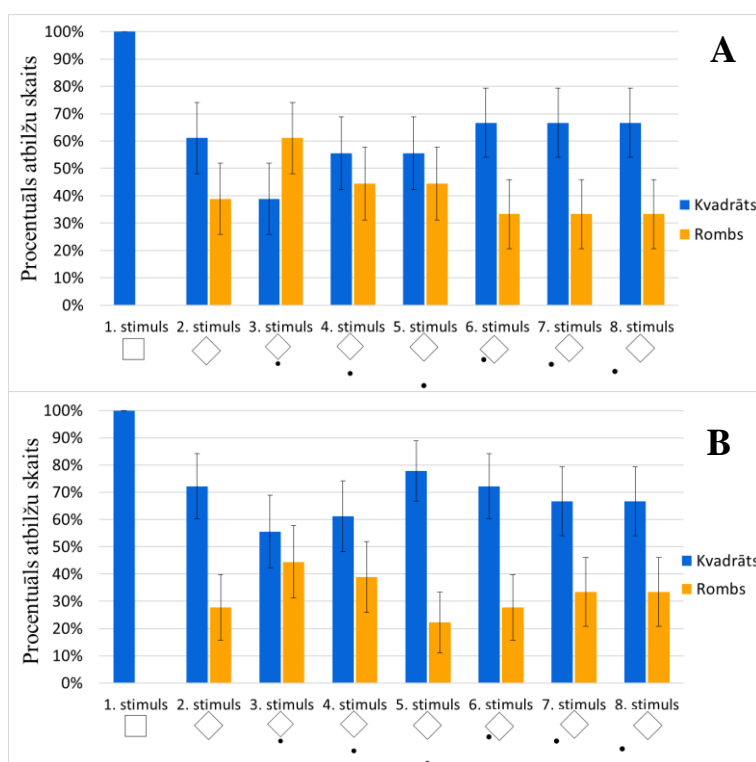 A
Procentuāls atbilžu skaits
100%
90%
80%
70%
60%
50%
40%
30%
20%
10%
0%
Kvadrāts
Rombs
1. stimuls 2. stimuls 3. stimuls 4. stimuls 5. stimuls 6. stimuls 7. stimuls 8. stimuls
B
Procentuāls atbilžu skaits
100%
90%
80%
70%
60%
50%
40%
30%
20%
10%
0%
Kvadrāts
Rombs
1. stimuls 2. stimuls 3. stimuls 4. stimuls 5. stimuls 6. stimuls 7. stimuls 8. stimuls